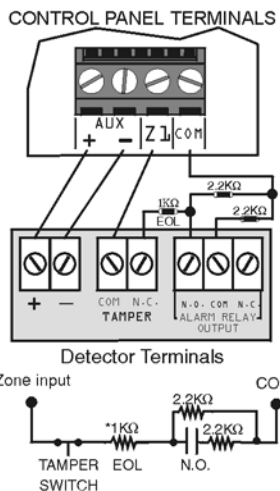 CONTROL PANEL TERMINALS
AUX
+ − Z1 COM
2.2KΩ
1KΩ
EOL
2.2KΩ
+ −
COM N.C.
TAMPER
N.O. COM N.C.
ALARM RELAY
OUTPUT
Detector Terminals
Zone input
CO
2.2KΩ
*1KΩ
2.2KΩ
TAMPER
SWITCH
EOL
N.O.